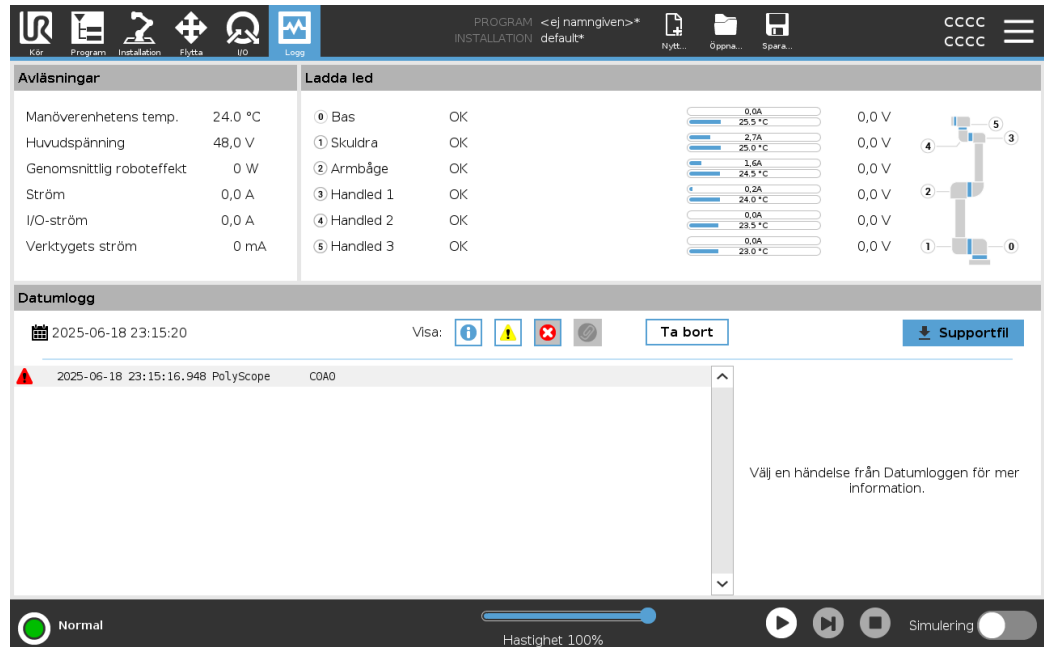 PROGRAM <ej namngiven>*
INSTALLATION default*
CCCC
CCCC
Kör Program Installation Flytta I/O Logg Nytt... Öppna... Spara...
Avläsningar
Manöverenhetens temp. 24.0 °C
Huvudspänning 48,0 V
Genomsnittlig roboteffekt 0 W
Ström 0,0 A
I/O-ström 0,0 A
Verktygets ström 0 mA
Ladda led
0 Bas OK 0,0A 25.5 °C 0,0 V
1 Skuldra OK 2,7A 25.0 °C 0,0 V
2 Armbåge OK 1,6A 24.5 °C 0,0 V
3 Handled 1 OK 0,2A 24.0 °C 0,0 V
4 Handled 2 OK 0,0A 23.5 °C 0,0 V
5 Handled 3 OK 0,0A 23.0 °C 0,0 V
5
3
4
2
1 0
Datumlogg
2025-06-18 23:15:20 Visa: Ta bort Supportfil
2025-06-18 23:15:16.948 PolyScope C0A0
Välj en händelse från Datumloggen för mer
information.
Normal
Hastighet 100%
Simulering